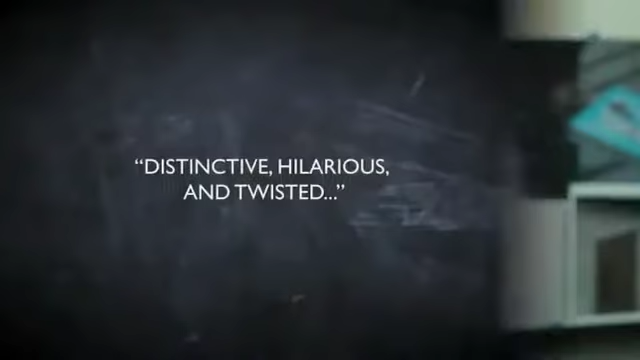 “DISTINCTIVE, HILARIOUS,
AND TWISTED...”